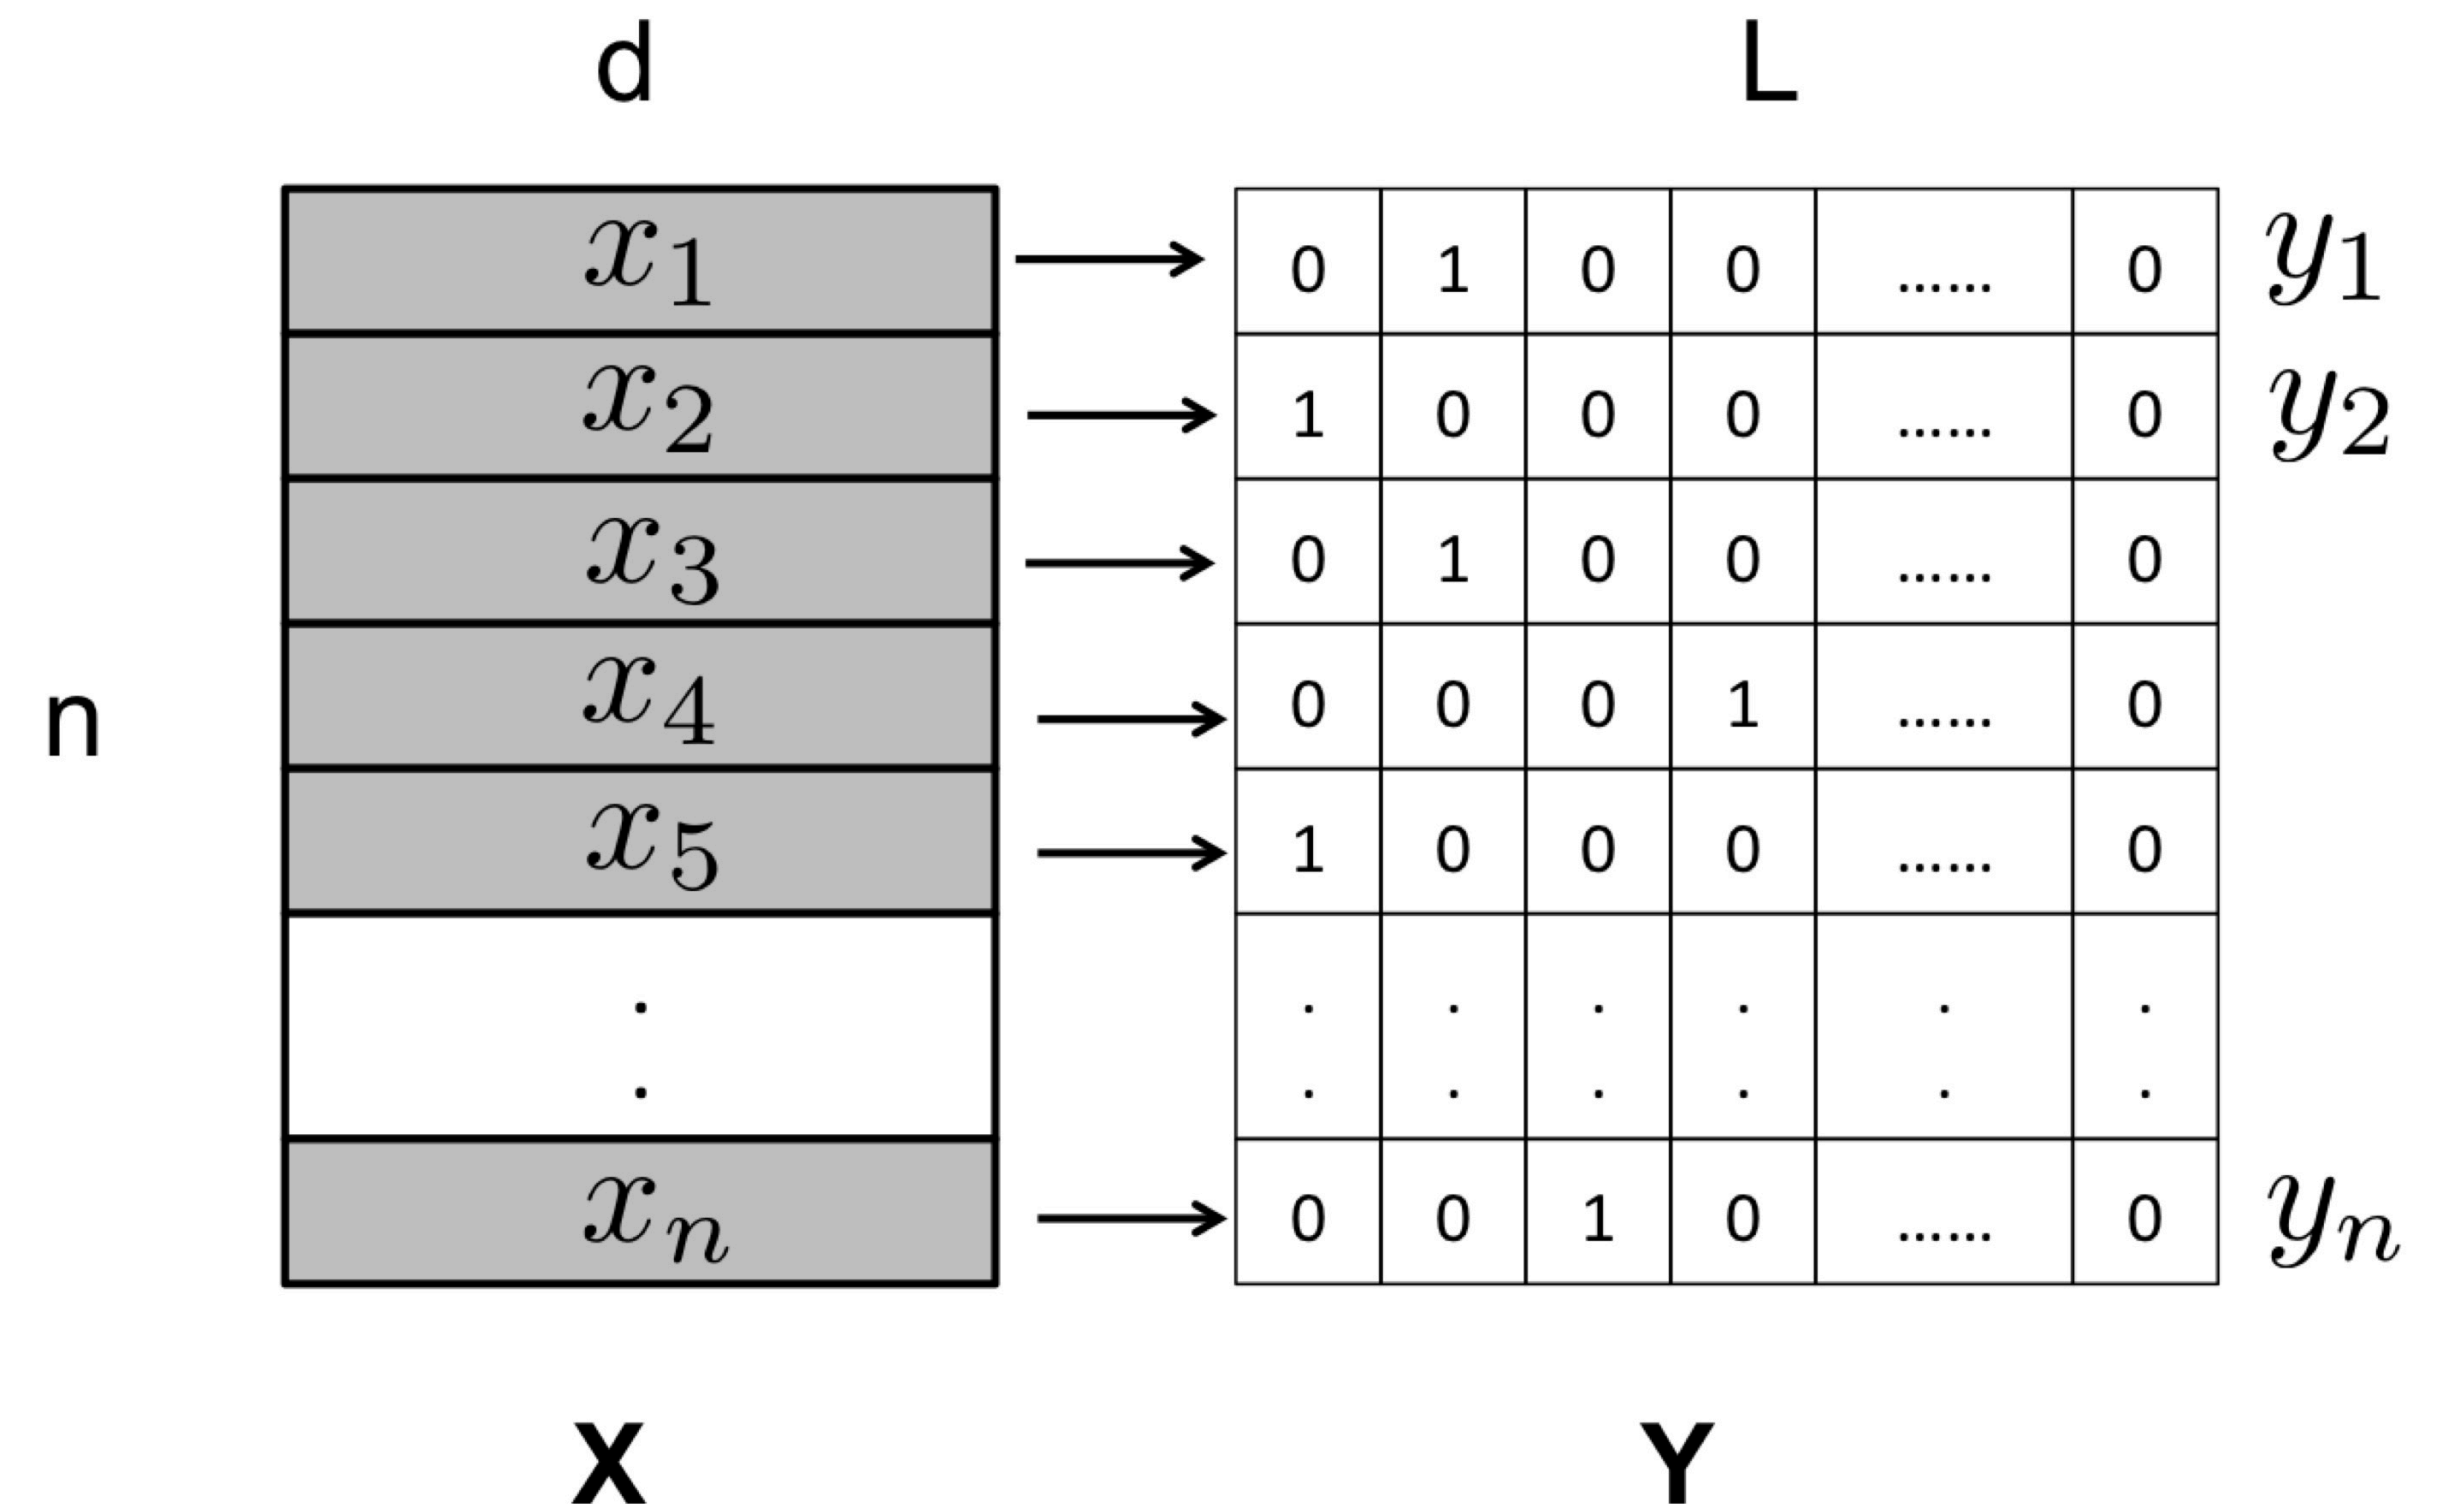 d L
x1 0 1 0 0 ...... 0 y1
x2 1 0 0 0 ...... 0 y2
x3 0 1 0 0 ...... 0
n x4 0 0 0 1 ...... 0
x5 1 0 0 0 ...... 0
. . . . . . .
. . . . . . .
xn 0 0 1 0 ...... 0 yn
X Y